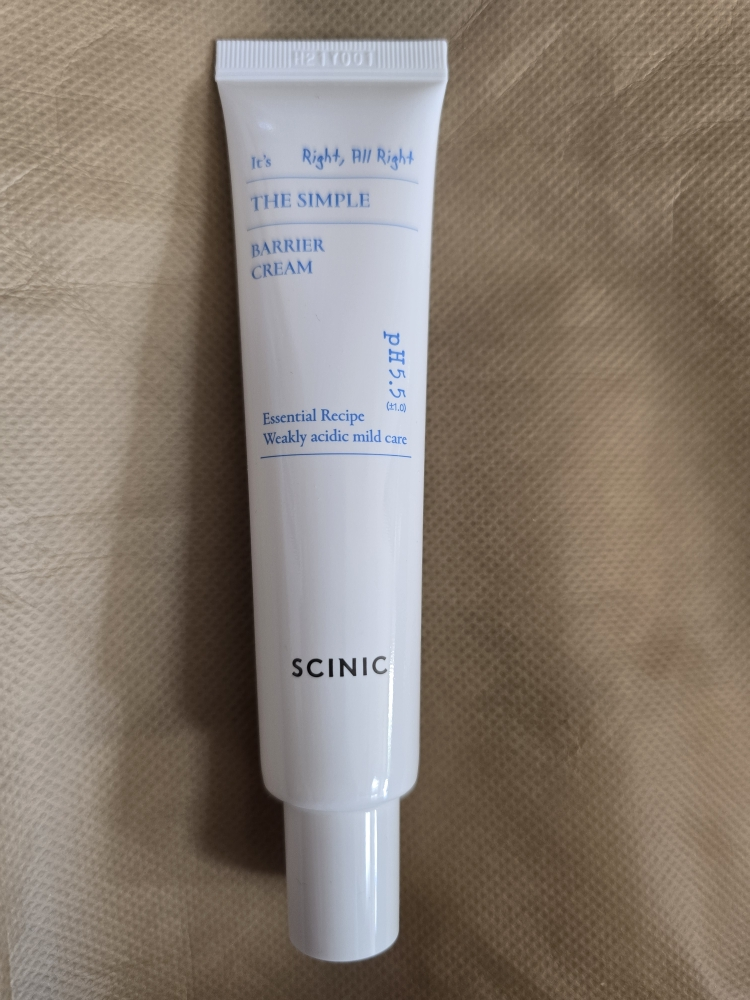 It's Right, All Right
THE SIMPLE
BARRIER
CREAM
pH5.5
(±1.0)
Essential Recipe
Weakly acidic mild care
SCINIC